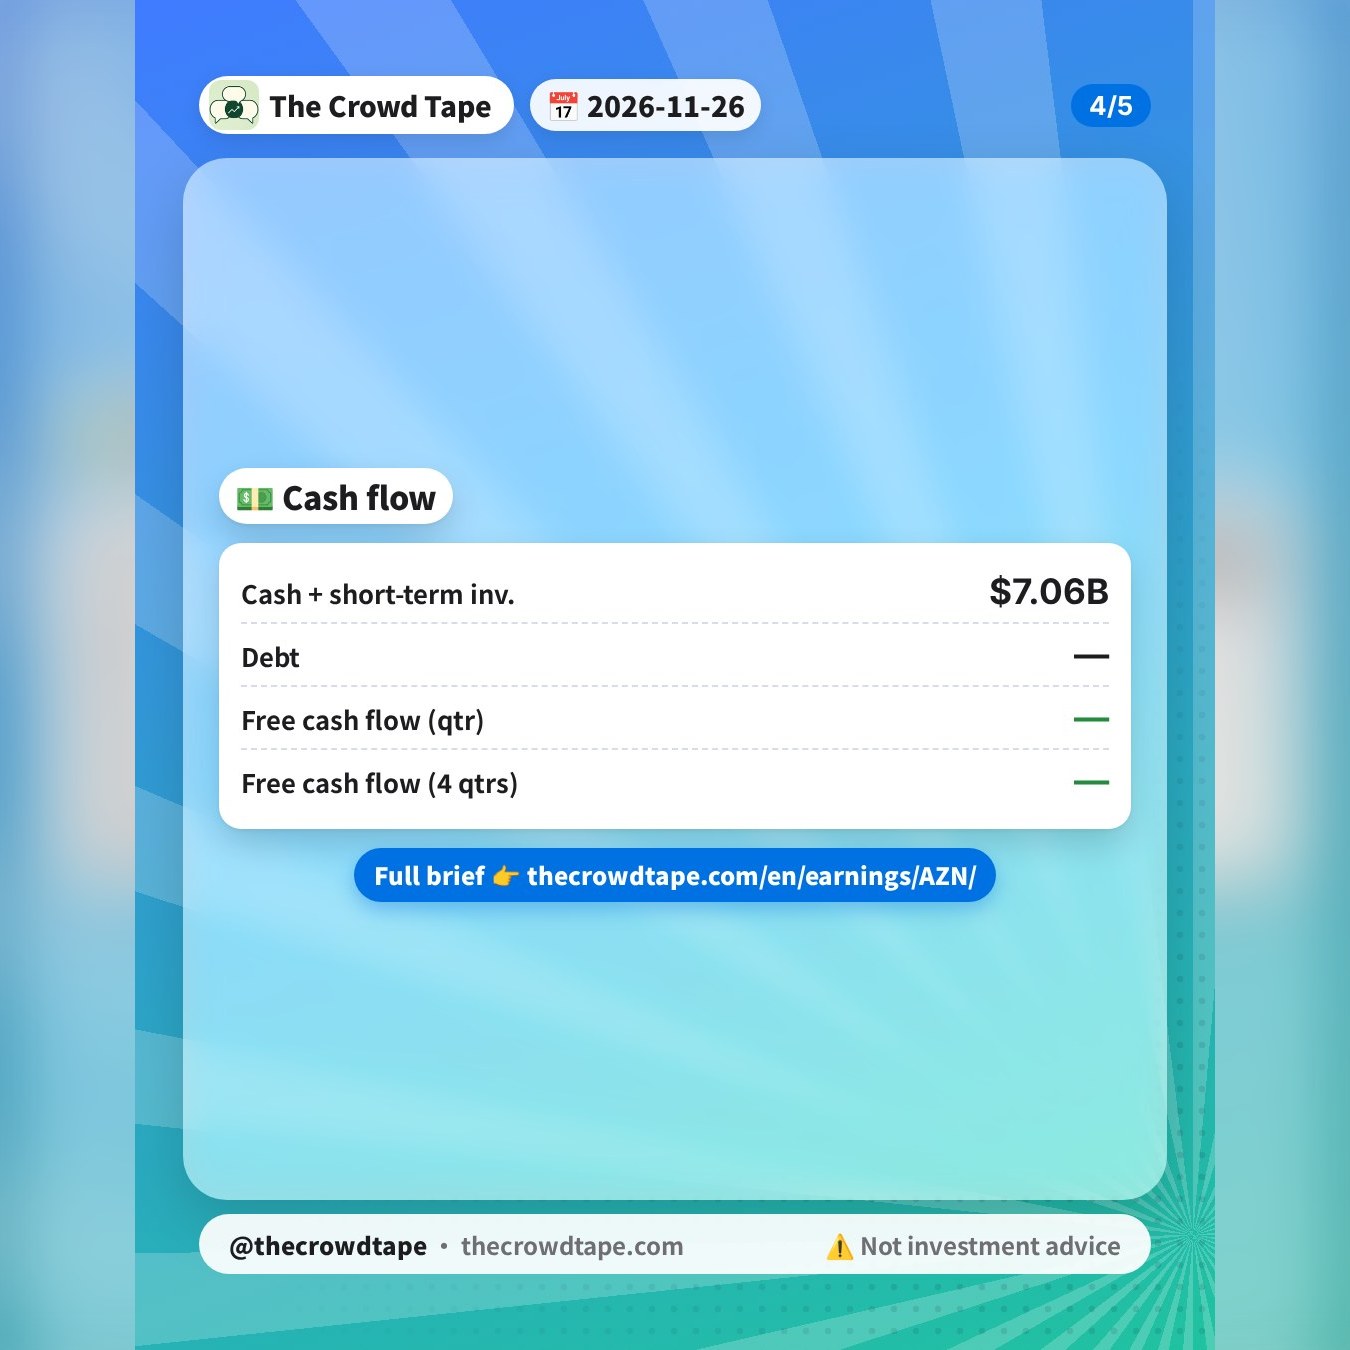 The Crowd Tape
📅 2026-11-26
4/5
💵 Cash flow
Cash + short-term inv. $7.06B
Debt —
Free cash flow (qtr) —
Free cash flow (4 qtrs) —
Full brief 👉 thecrowdtape.com/en/earnings/AZN/
@thecrowdtape • thecrowdtape.com
⚠️ Not investment advice